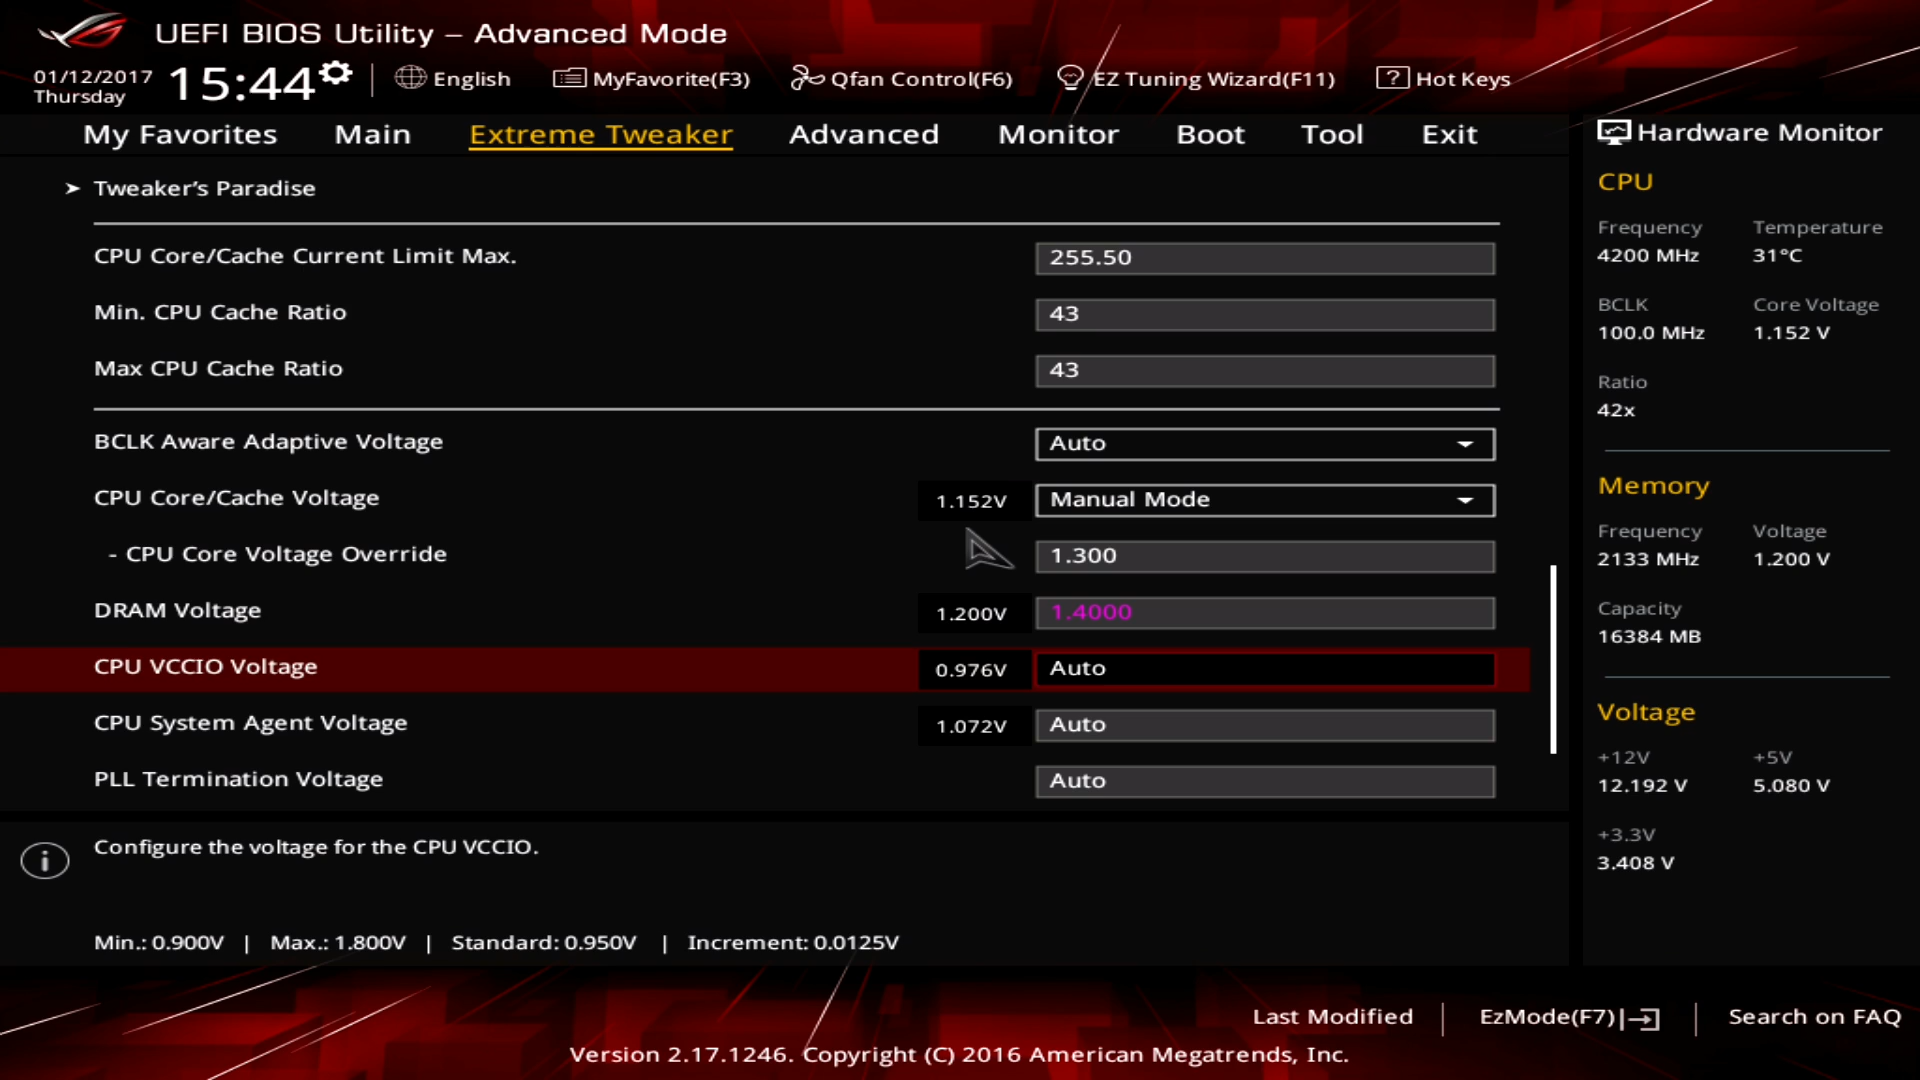 UEFI BIOS Utility – Advanced Mode
01/12/2017
Thursday
15:44
English
MyFavorite(F3)
Qfan Control(F6)
EZ Tuning Wizard(F11)
? Hot Keys
My Favorites Main Extreme Tweaker Advanced Monitor Boot Tool Exit
Tweaker's Paradise
CPU Core/Cache Current Limit Max. 255.50
Min. CPU Cache Ratio 43
Max CPU Cache Ratio 43
BCLK Aware Adaptive Voltage Auto
CPU Core/Cache Voltage 1.152V Manual Mode
- CPU Core Voltage Override 1.300
DRAM Voltage 1.200V 1.4000
CPU VCCIO Voltage 0.976V Auto
CPU System Agent Voltage 1.072V Auto
PLL Termination Voltage Auto
i Configure the voltage for the CPU VCCIO.
Min.: 0.900V | Max.: 1.800V | Standard: 0.950V | Increment: 0.0125V
Hardware Monitor
CPU
Frequency Temperature
4200 MHz 31°C
BCLK Core Voltage
100.0 MHz 1.152 V
Ratio
42x
Memory
Frequency Voltage
2133 MHz 1.200 V
Capacity
16384 MB
Voltage
+12V +5V
12.192 V 5.080 V
+3.3V
3.408 V
Last Modified
EzMode(F7)
Search on FAQ
Version 2.17.1246. Copyright (C) 2016 American Megatrends, Inc.